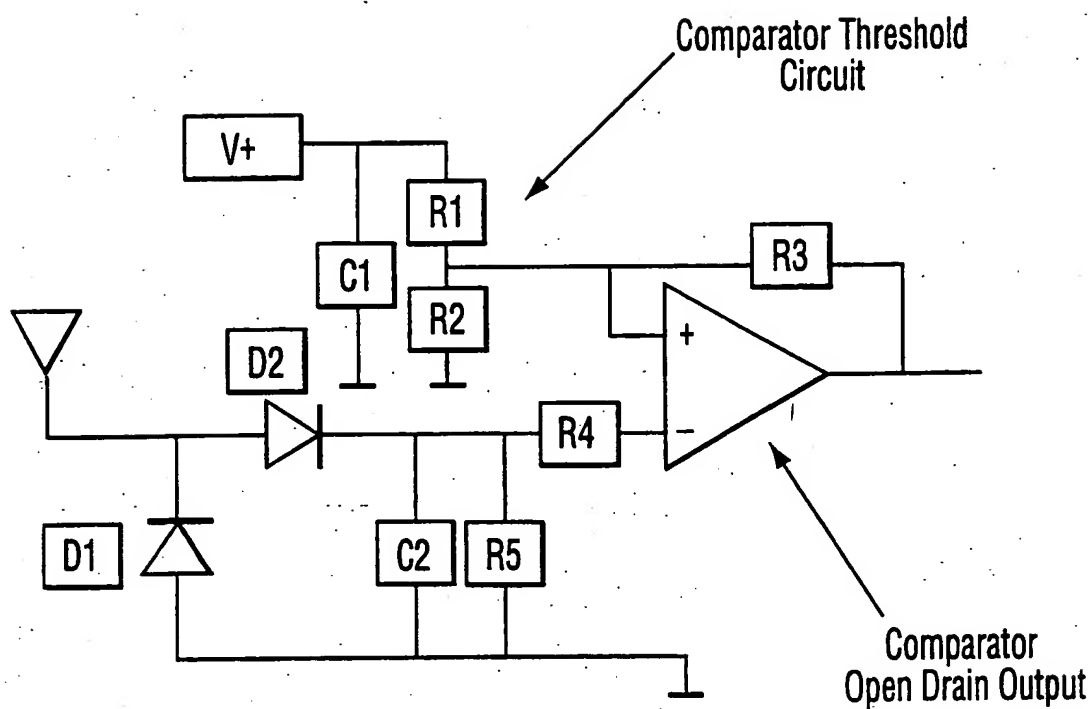 Comparator Threshold
Circuit
V+
R1
C1
R3
R2
+
D2
R4
−
D1
C2
R5
Comparator
Open Drain Output